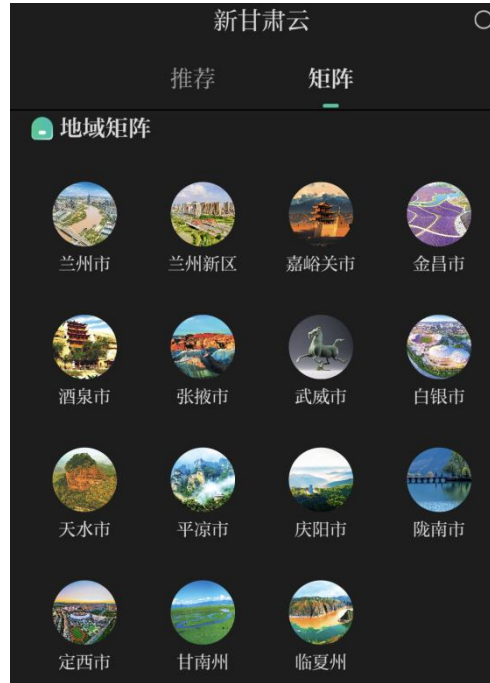 新甘肃云
推荐 矩阵
地域矩阵
兰州市 兰州新区 嘉峪关市 金昌市
酒泉市 张掖市 武威市 白银市
天水市 平凉市 庆阳市 陇南市
定西市 甘南州 临夏州